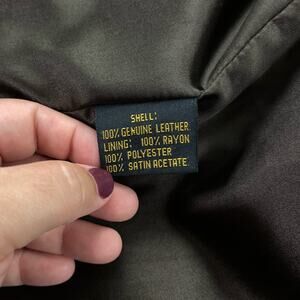 SHELL:
100% GENUINE LEATHER
LINING: 100% RAYON
100% POLYESTER
100% SATIN ACETATE